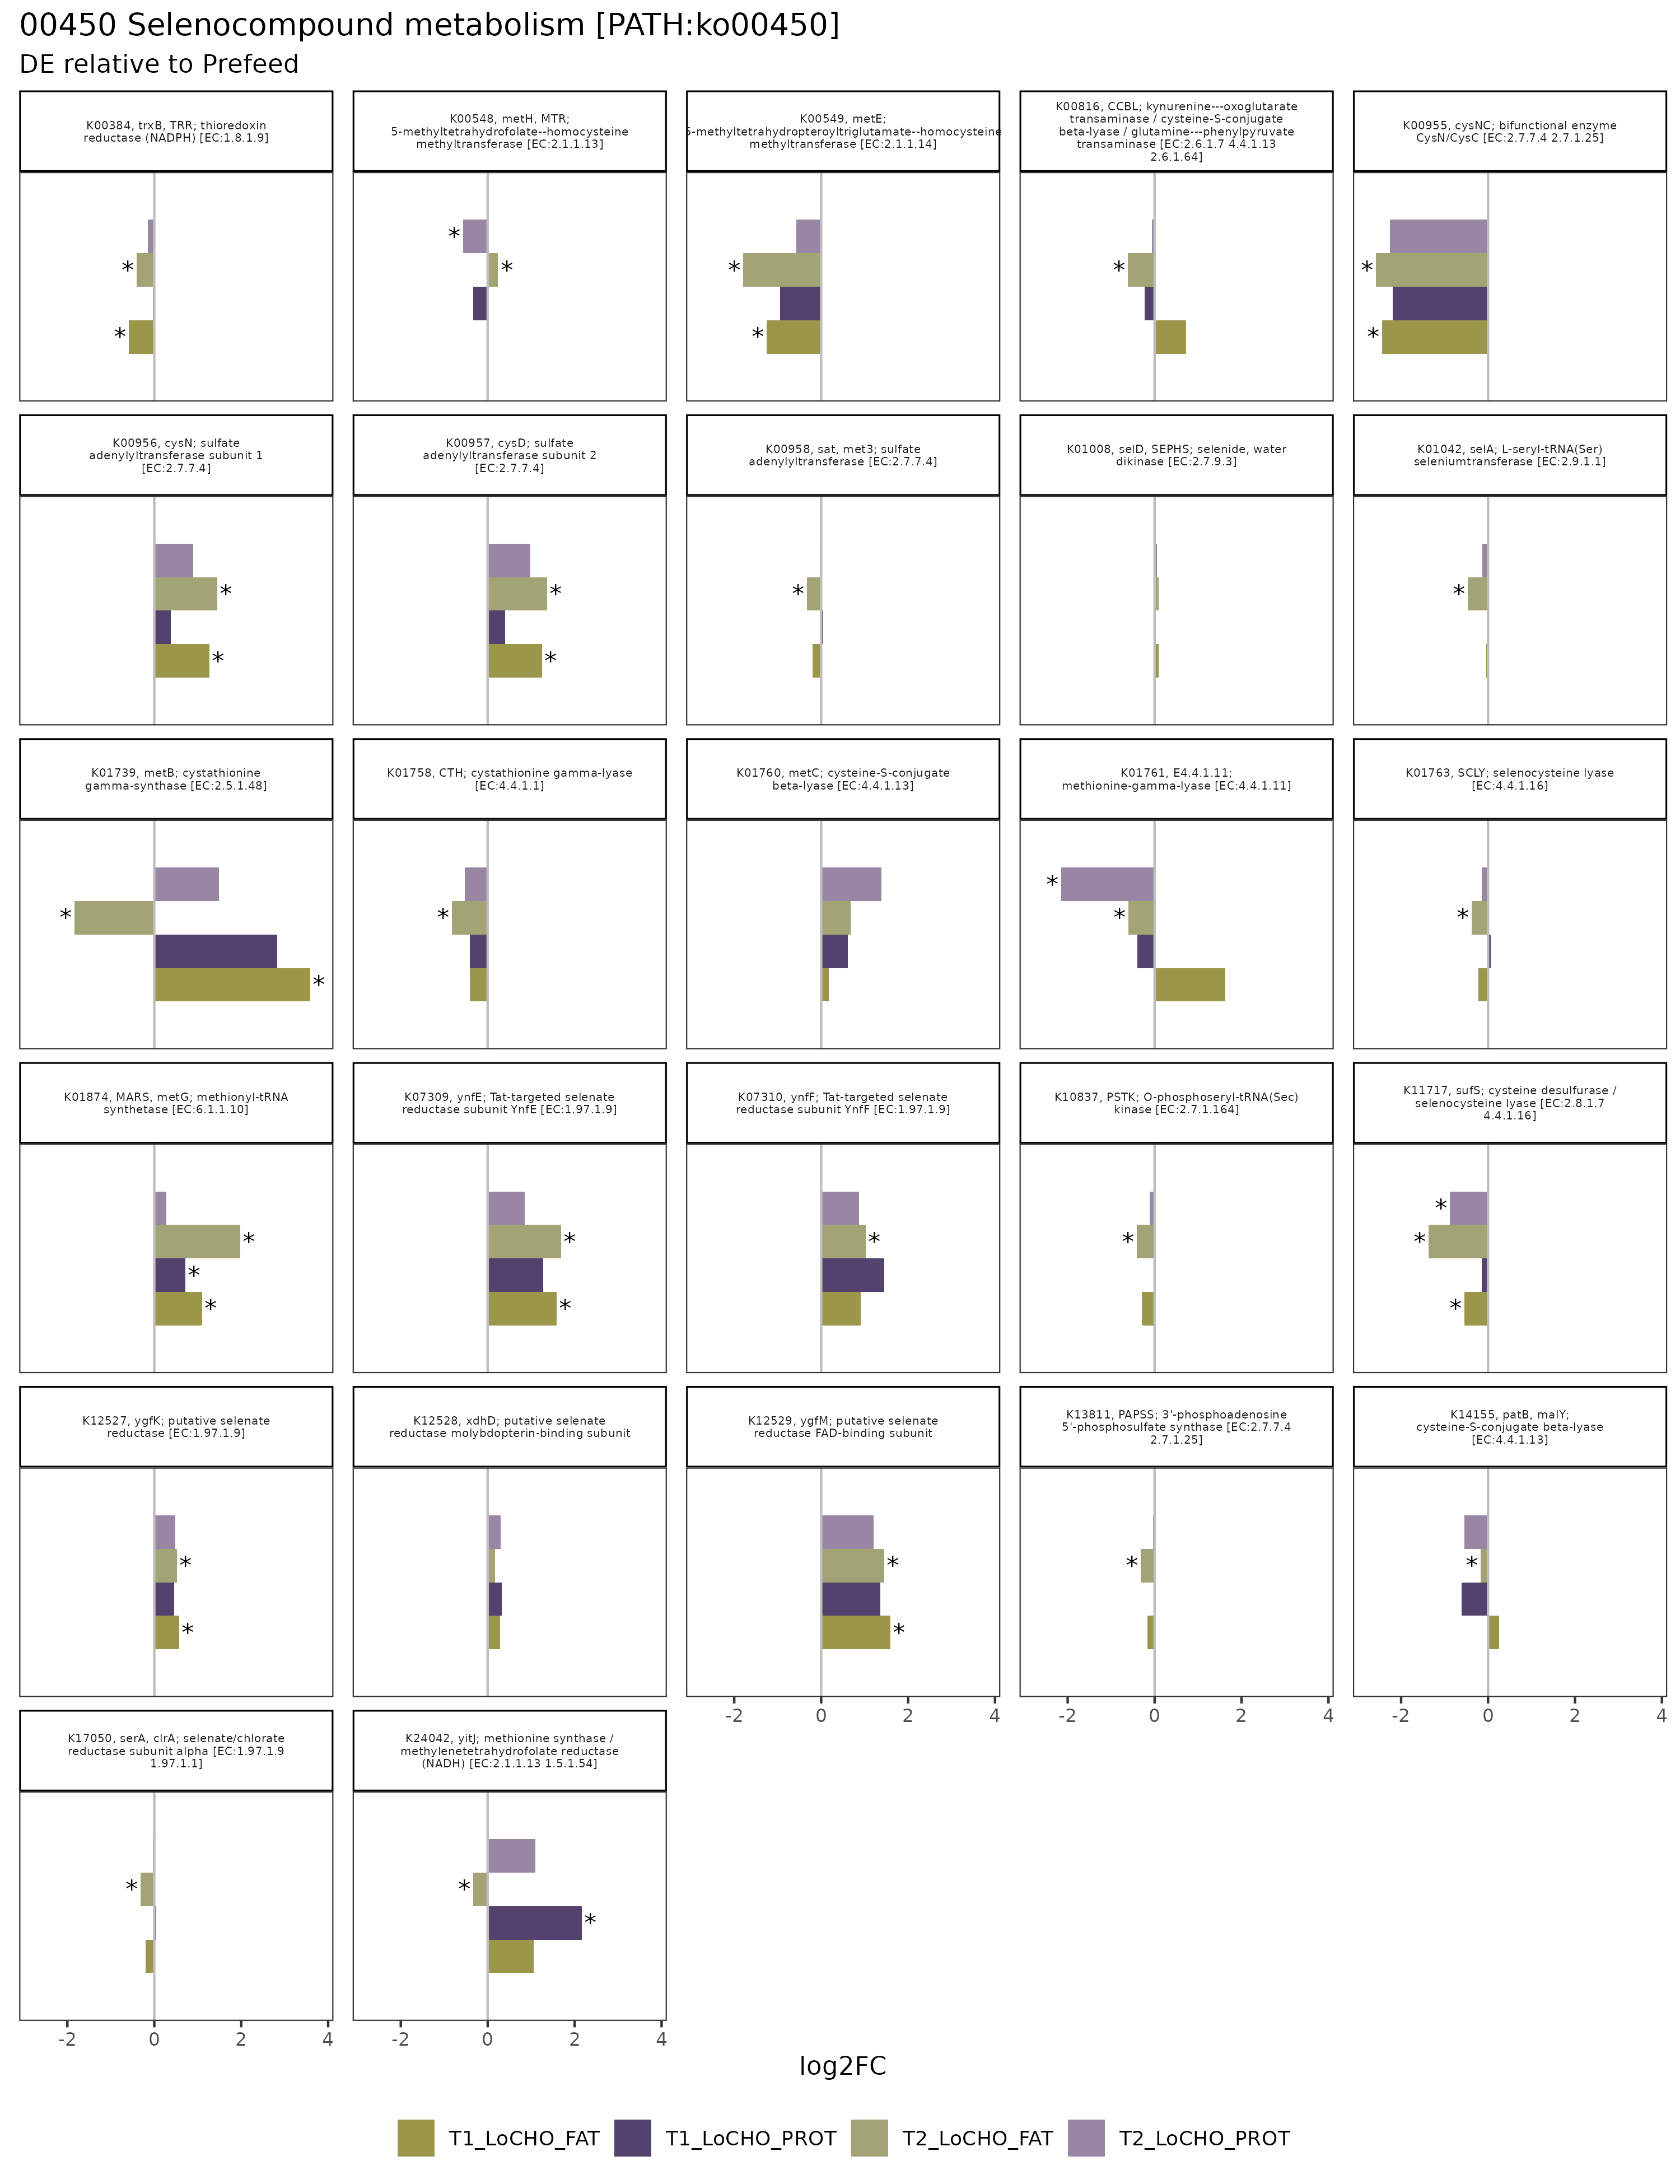 00450 Selenocompound metabolism [PATH:ko00450]
DE relative to Prefeed
K00384, trxB, TRR; thioredoxin
reductase (NADPH) [EC:1.8.1.9]
K00548, metH, MTR;
5-methyltetrahydrofolate--homocysteine
methyltransferase [EC:2.1.1.13]
K00549, metE;
5-methyltetrahydropteroyltriglutamate--homocysteine
methyltransferase [EC:2.1.1.14]
K00816, CCBL; kynurenine---oxoglutarate
transaminase / cysteine-S-conjugate
beta-lyase / glutamine---phenylpyruvate
transaminase [EC:2.6.1.7 4.4.1.13
2.6.1.64]
K00955, cysNC; bifunctional enzyme
CysN/CysC [EC:2.7.7.4 2.7.1.25]
*
*
*
*
*
*
*
*
*
K00956, cysN; sulfate
adenylyltransferase subunit 1
[EC:2.7.7.4]
K00957, cysD; sulfate
adenylyltransferase subunit 2
[EC:2.7.7.4]
K00958, sat, met3; sulfate
adenylyltransferase [EC:2.7.7.4]
K01008, selD, SEPHS; selenide, water
dikinase [EC:2.7.9.3]
K01042, selA; L-seryl-tRNA(Ser)
seleniumtransferase [EC:2.9.1.1]
*
*
*
*
*
*
K01739, metB; cystathionine
gamma-synthase [EC:2.5.1.48]
K01758, CTH; cystathionine gamma-lyase
[EC:4.4.1.1]
K01760, metC; cysteine-S-conjugate
beta-lyase [EC:4.4.1.13]
K01761, E4.4.1.11;
methionine-gamma-lyase [EC:4.4.1.11]
K01763, SCLY; selenocysteine lyase
[EC:4.4.1.16]
*
*
*
*
*
*
K01874, MARS, metG; methionyl-tRNA
synthetase [EC:6.1.1.10]
K07309, ynfE; Tat-targeted selenate
reductase subunit YnfE [EC:1.97.1.9]
K07310, ynfF; Tat-targeted selenate
reductase subunit YnfF [EC:1.97.1.9]
K10837, PSTK; O-phosphoseryl-tRNA(Sec)
kinase [EC:2.7.1.164]
K11717, sufS; cysteine desulfurase /
selenocysteine lyase [EC:2.8.1.7
4.4.1.16]
*
*
*
*
*
*
*
*
*
*
K12527, ygfK; putative selenate
reductase [EC:1.97.1.9]
K12528, xdhD; putative selenate
reductase molybdopterin-binding subunit
K12529, ygfM; putative selenate
reductase FAD-binding subunit
K13811, PAPSS; 3'-phosphoadenosine
5'-phosphosulfate synthase [EC:2.7.7.4
2.7.1.25]
K14155, patB, malY;
cysteine-S-conjugate beta-lyase
[EC:4.4.1.13]
*
*
*
*
*
*
-2 0 2 4
-2 0 2 4
-2 0 2 4
K17050, serA, clrA; selenate/chlorate
reductase subunit alpha [EC:1.97.1.9
1.97.1.1]
K24042, yitJ; methionine synthase /
methylenetetrahydrofolate reductase
(NADH) [EC:2.1.1.13 1.5.1.54]
*
*
*
-2 0 2 4
-2 0 2 4
log2FC
T1_LoCHO_FAT T1_LoCHO_PROT T2_LoCHO_FAT T2_LoCHO_PROT